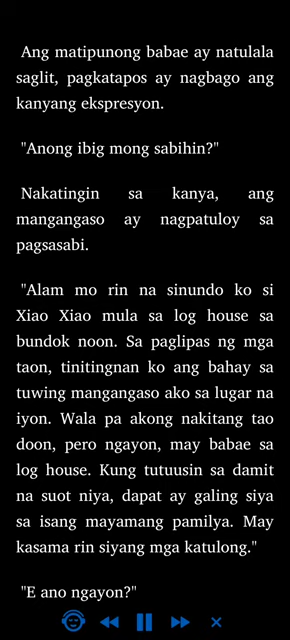 Ang matipunong babae ay natulala
saglit, pagkatapos ay nagbago ang
kanyang ekspresyon.
"Anong ibig mong sabihin?"
Nakatingin sa kanya, ang
mangangaso ay nagpatuloy sa
pagsasabi.
"Alam mo rin na sinundo ko si
Xiao Xiao mula sa log house sa
bundok noon. Sa paglipas ng mga
taon, tinitingnan ko ang bahay sa
tuwing mangangaso ako sa lugar na
iyon. Wala pa akong nakitang tao
doon, pero ngayon, may babae sa
log house. Kung tutuusin sa damit
na suot niya, dapat ay galing siya
sa isang mayamang pamilya. May
kasama rin siyang mga katulong."
"E ano ngayon?"